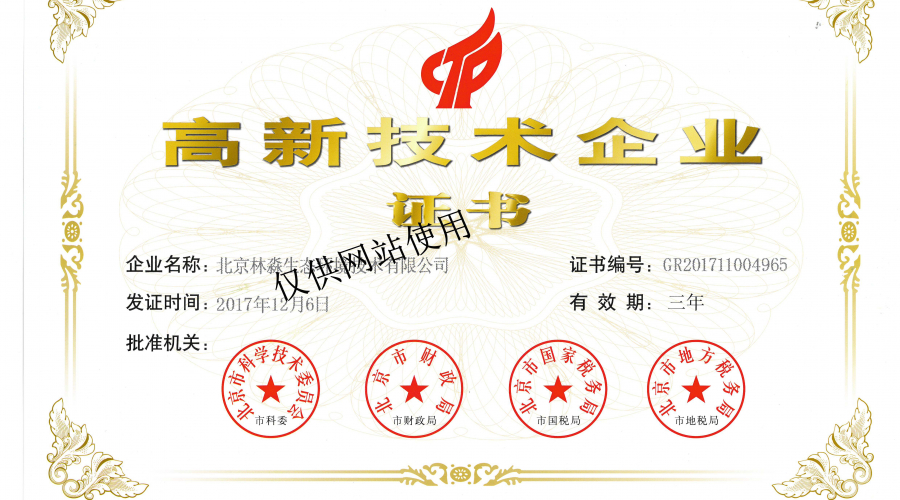 高新技术企业
证书
仅供网站使用
企业名称：北京林淼生态环境技术有限公司
证书编号：GR201711004965
发证时间：2017年12月6日
有效期：三年
批准机关：
北京市科学技术委员会
市科委
北京市财政局
市财政局
北京市国家税务局
市国税局
北京市地方税务局
市地税局